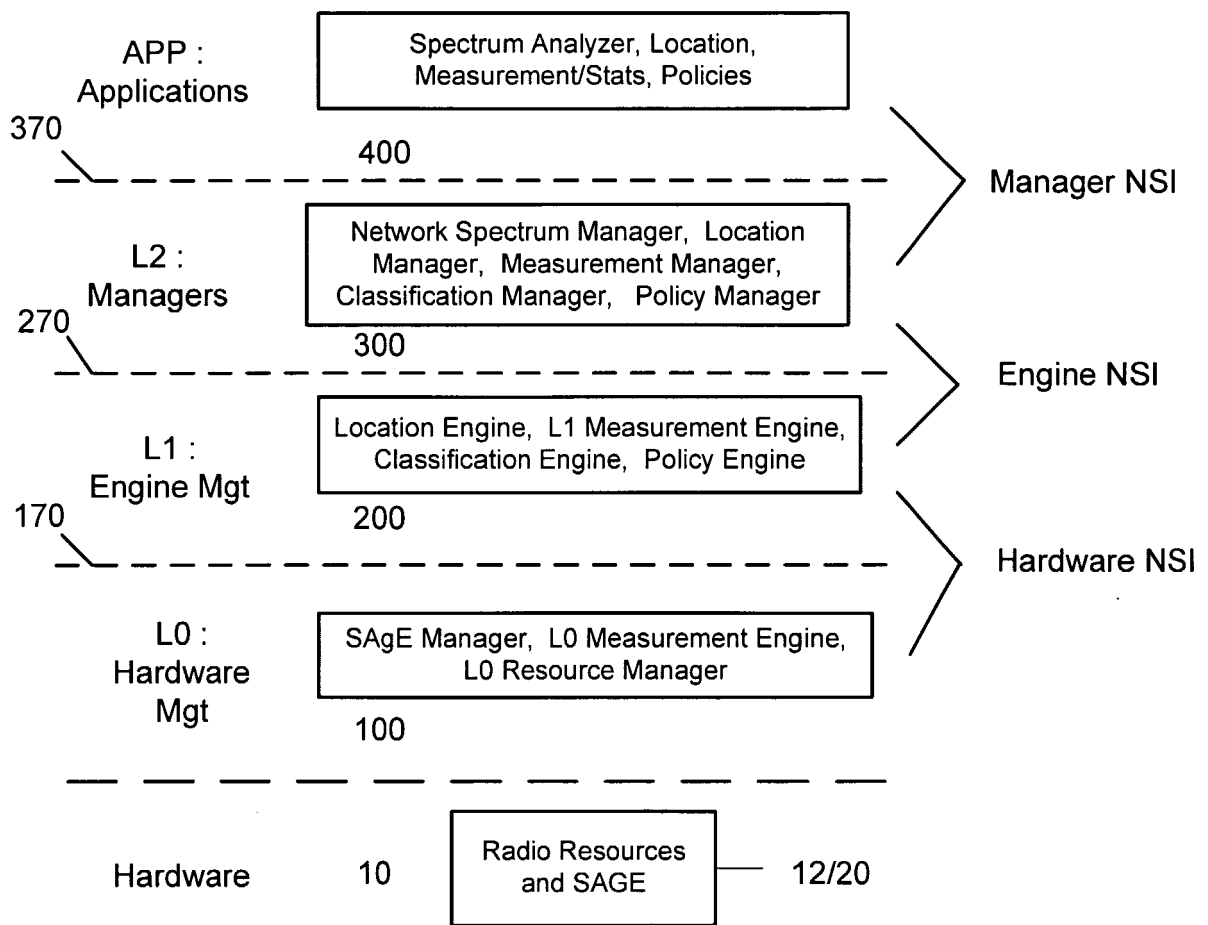 APP :
Applications
Spectrum Analyzer, Location,
Measurement/Stats, Policies
370
400
Manager NSI
L2 :
Managers
Network Spectrum Manager, Location
Manager, Measurement Manager,
Classification Manager, Policy Manager
270
300
Engine NSI
L1 :
Engine Mgt
Location Engine, L1 Measurement Engine,
Classification Engine, Policy Engine
170
200
Hardware NSI
L0 :
Hardware
Mgt
SAgE Manager, L0 Measurement Engine,
L0 Resource Manager
100
Hardware
10
Radio Resources
and SAGE
12/20